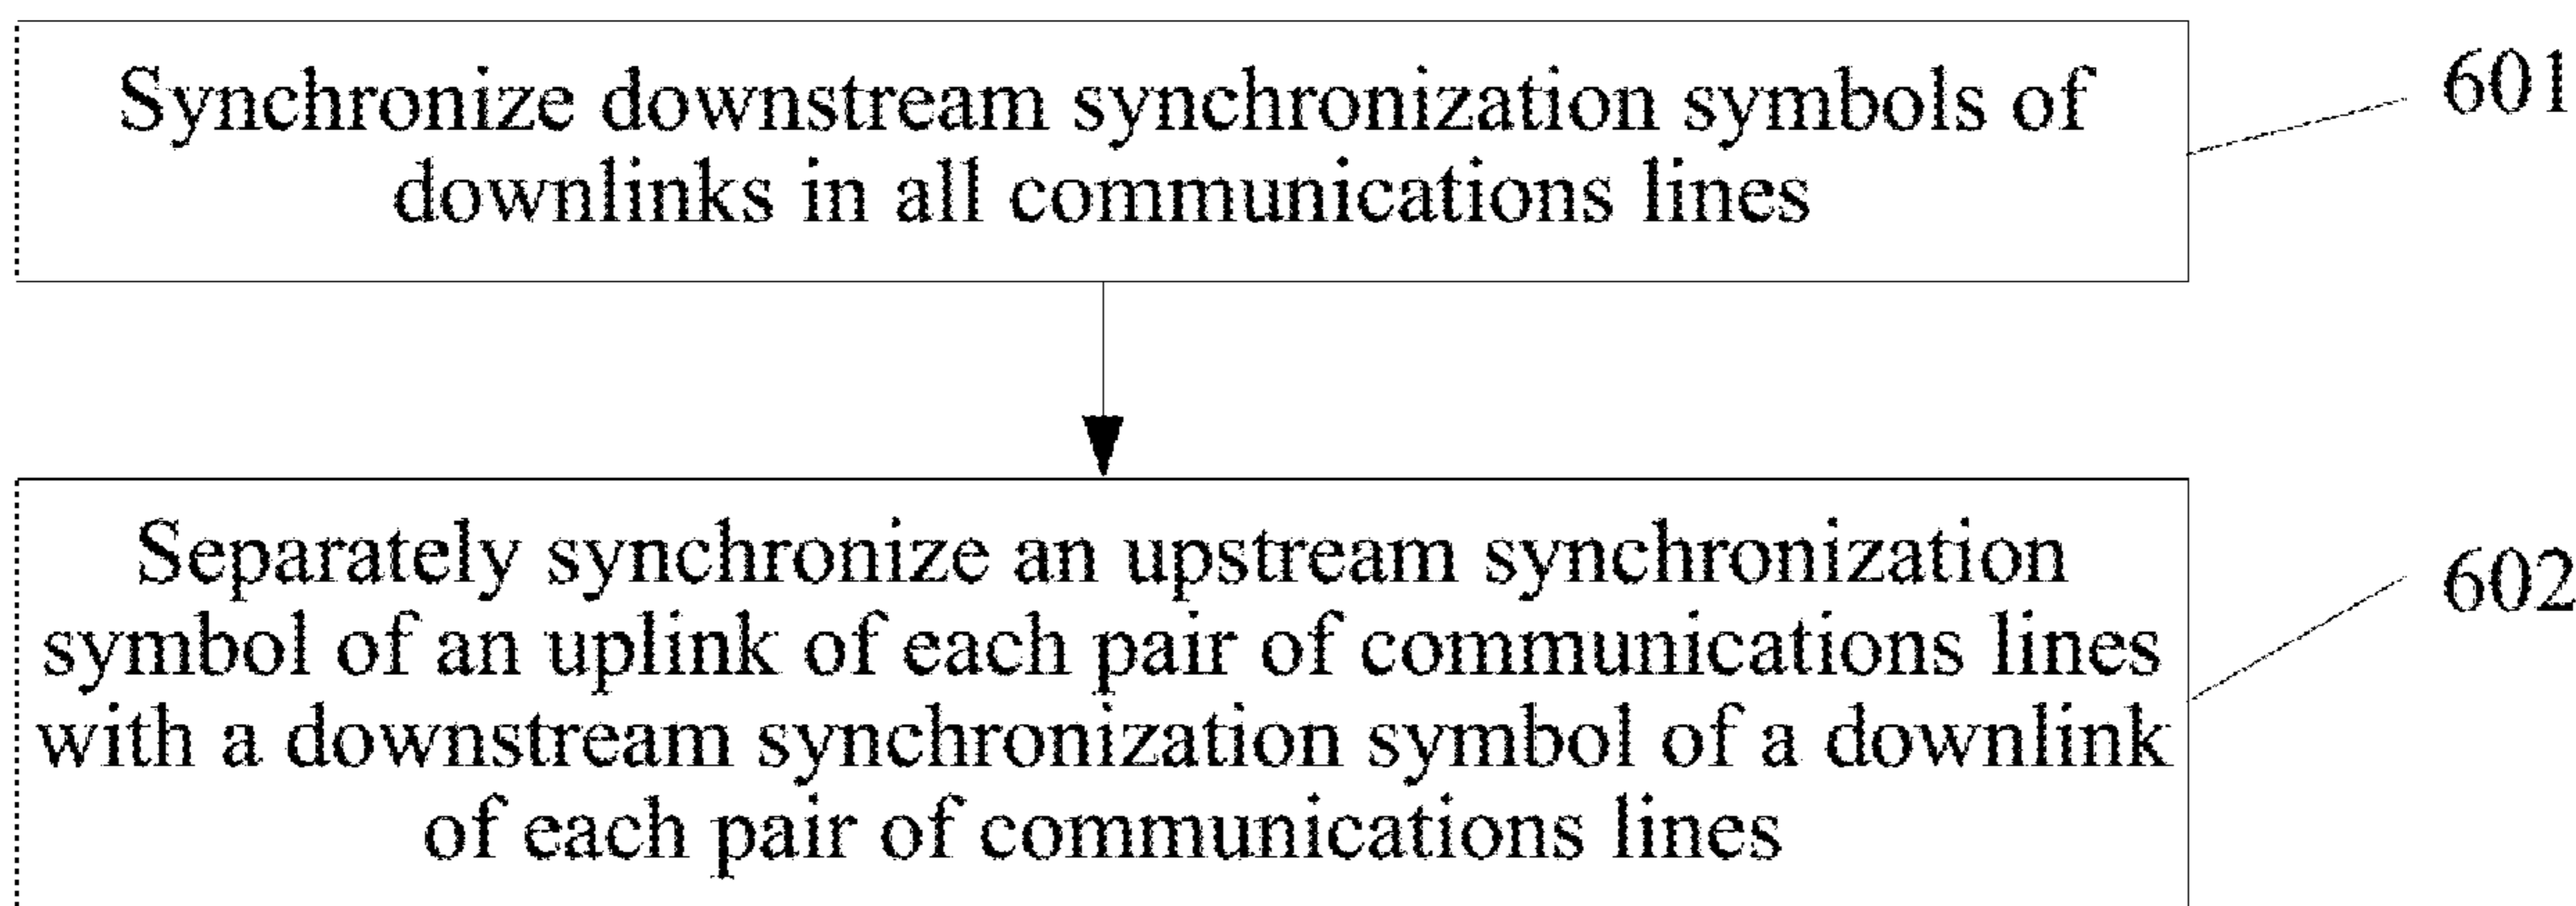 Synchronize downstream synchronization symbols of
downlinks in all communications lines
601
Separately synchronize an upstream synchronization
symbol of an uplink of each pair of communications lines
with a downstream synchronization symbol of a downlink
of each pair of communications lines
602